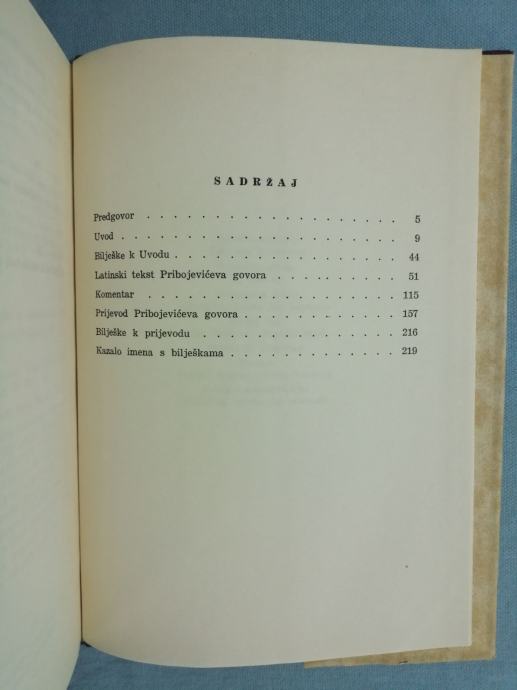 SADRŽAJ
Predgovor . . . . . . . . . . . . . . . . . . . 5
Uvod . . . . . . . . . . . . . . . . . . . . 9
Bilješke k Uvodu . . . . . . . . . . . . . . . . . 44
Latinski tekst Pribojevićeva govora . . . . . . . . . 51
Komentar . . . . . . . . . . . . . . . . . . . 115
Prijevod Pribojevićeva govora . . . . . . . . . . . . 157
Bilješke k prijevodu . . . . . . . . . . . . . . . 216
Kazalo imena s bilješkama . . . . . . . . . . . . . 219